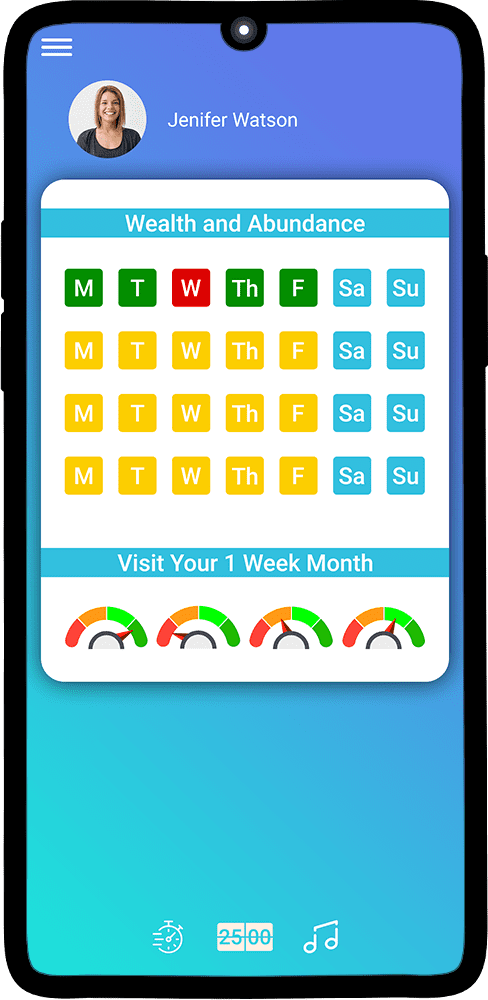 Jenifer Watson
Wealth and Abundance
M T W Th F Sa Su
M T W Th F Sa Su
M T W Th F Sa Su
M T W Th F Sa Su
Visit Your 1 Week Month
25 00